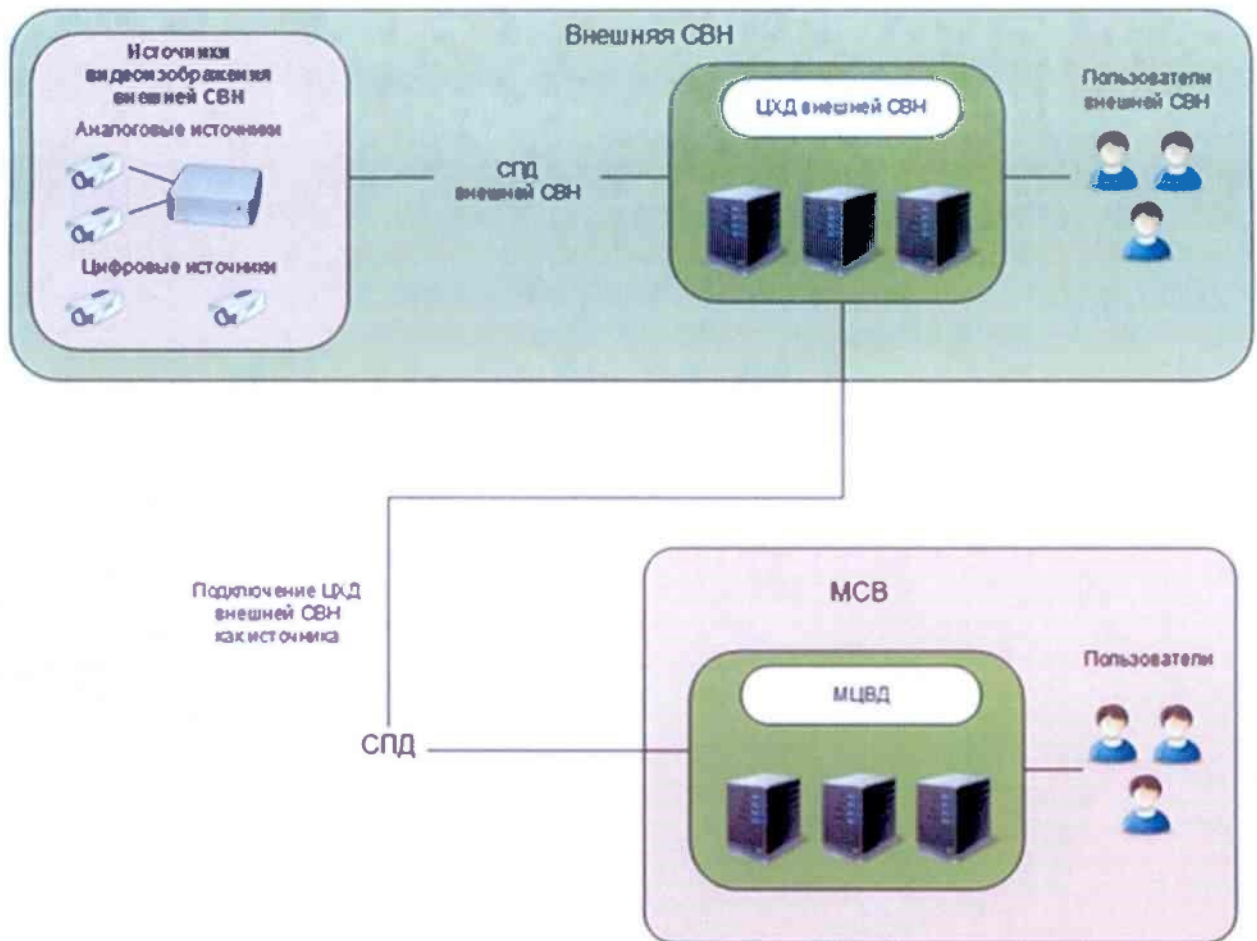 Внешняя СВН
Источники
видеоизображения
внешней СВН
Аналоговые источники
Цифровые источники
СПД
внешней СВН
ЦХД внешней СВН
Пользователи
внешней СВН
Подключение ЦХД
внешней СВН
как источника
СПД
МСВ
МЦВД
Пользователи